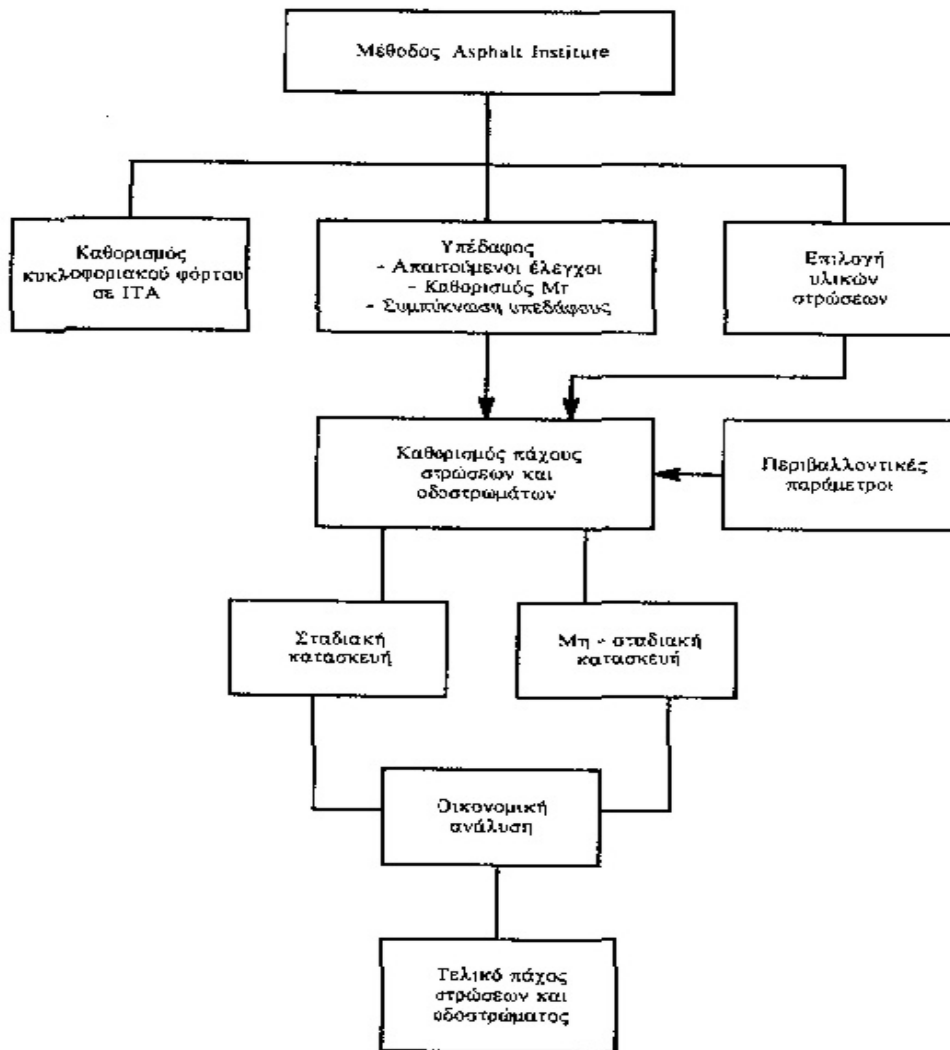 Μέθοδος Asphalt Institute
Καθορισμός
κυκλοφοριακού φόρτου
σε ΙΤΑ
Υπέδαφος
- Απαιτούμενοι έλεγχοι
- Καθορισμός Mr
- Συμπύκνωση υπεδάφους
Επιλογή
υλικών
στρώσεων
Καθορισμός πάχους
στρώσεων και
οδοστρωμάτων
Περιβαλλοντικές
παράμετροι
Σταδιακή
κατασκευή
Μη - σταδιακή
κατασκευή
Οικονομική
ανάλυση
Τελικό πάχος
στρώσεων και
οδοστρώματος